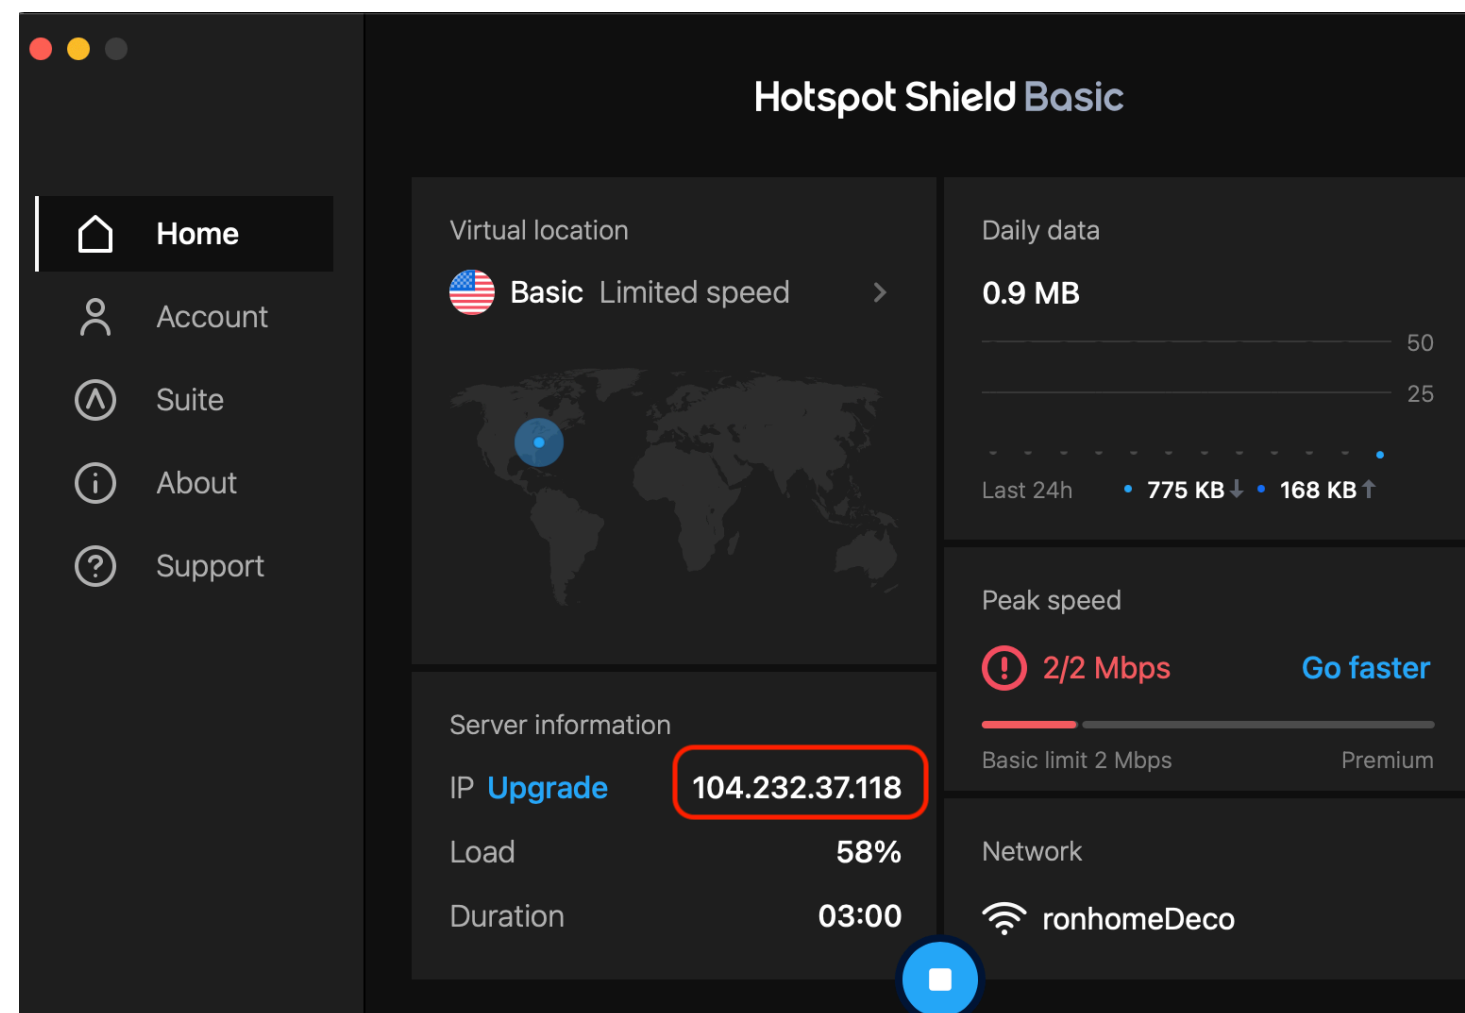 Hotspot Shield Basic
Home
Account
Suite
About
Support
Virtual location
Basic Limited speed
Server information
IP Upgrade 104.232.37.118
Load 58%
Duration 03:00
Daily data
0.9 MB
50
25
Last 24h 775 KB 168 KB
Peak speed
2/2 Mbps Go faster
Basic limit 2 Mbps Premium
Network
ronhomeDeco